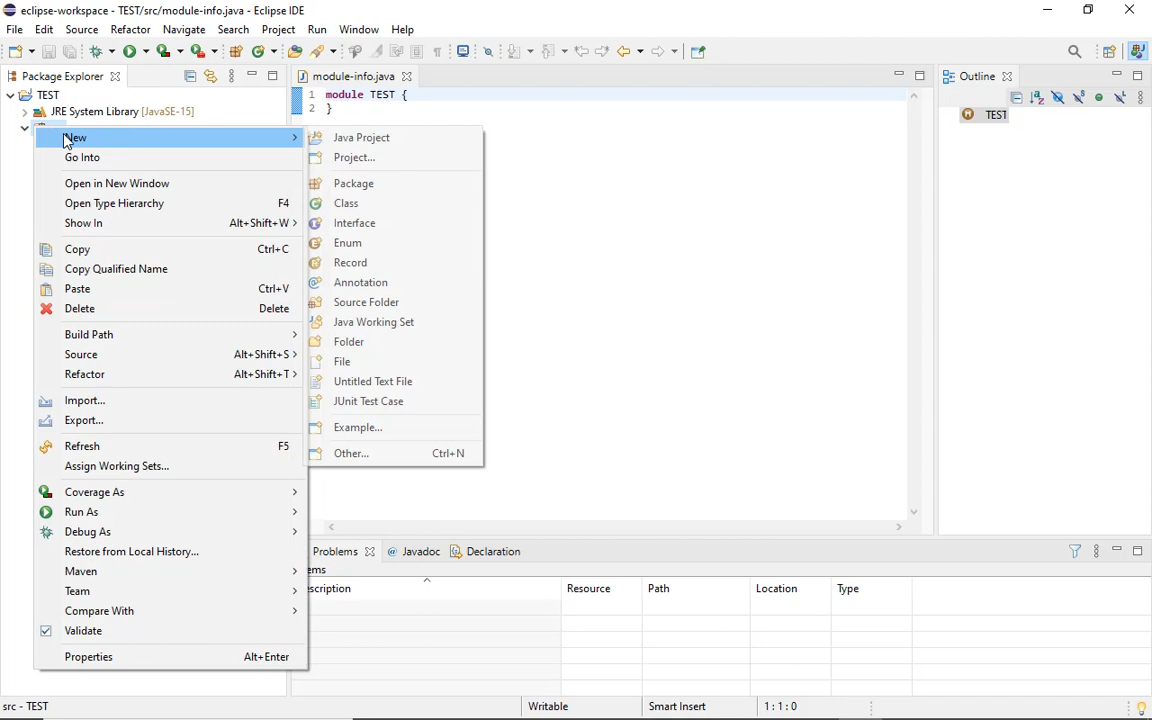 eclipse-workspace - TEST/src/module-info.java - Eclipse IDE
File Edit Source Refactor Navigate Search Project Run Window Help
Package Explorer
module-info.java
Outline
TEST
JRE System Library [JavaSE-15]
1 module TEST {
2 }
TEST
New
Go Into
Open in New Window
Open Type Hierarchy F4
Show In Alt+Shift+W >
Copy Ctrl+C
Copy Qualified Name
Paste Ctrl+V
Delete Delete
Build Path
Source Alt+Shift+S >
Refactor Alt+Shift+T >
Import...
Export...
Refresh F5
Assign Working Sets...
Coverage As
Run As
Debug As
Restore from Local History...
Maven
Team
Compare With
Validate
Properties Alt+Enter
Java Project
Project...
Package
Class
Interface
Enum
Record
Annotation
Source Folder
Java Working Set
Folder
File
Untitled Text File
JUnit Test Case
Example...
Other... Ctrl+N
Problems @ Javadoc Declaration
ems
escription Resource Path Location Type
src - TEST Writable Smart Insert 1 : 1 : 0